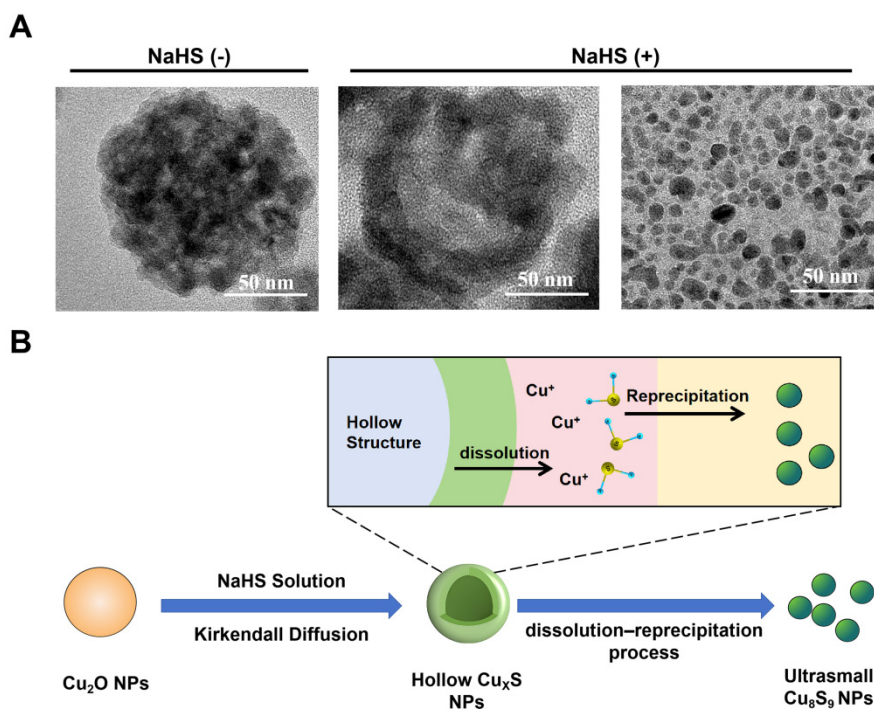 A
NaHS (-)
NaHS (+)
50 nm
50 nm
50 nm
B
Hollow
Structure
dissolution
Cu⁺
Cu⁺
Cu⁺
Reprecipitation
NaHS Solution
Kirkendall Diffusion
dissolution–reprecipitation
process
Cu₂O NPs
Hollow CuₓS
NPs
Ultrasmall
Cu₈S₉ NPs